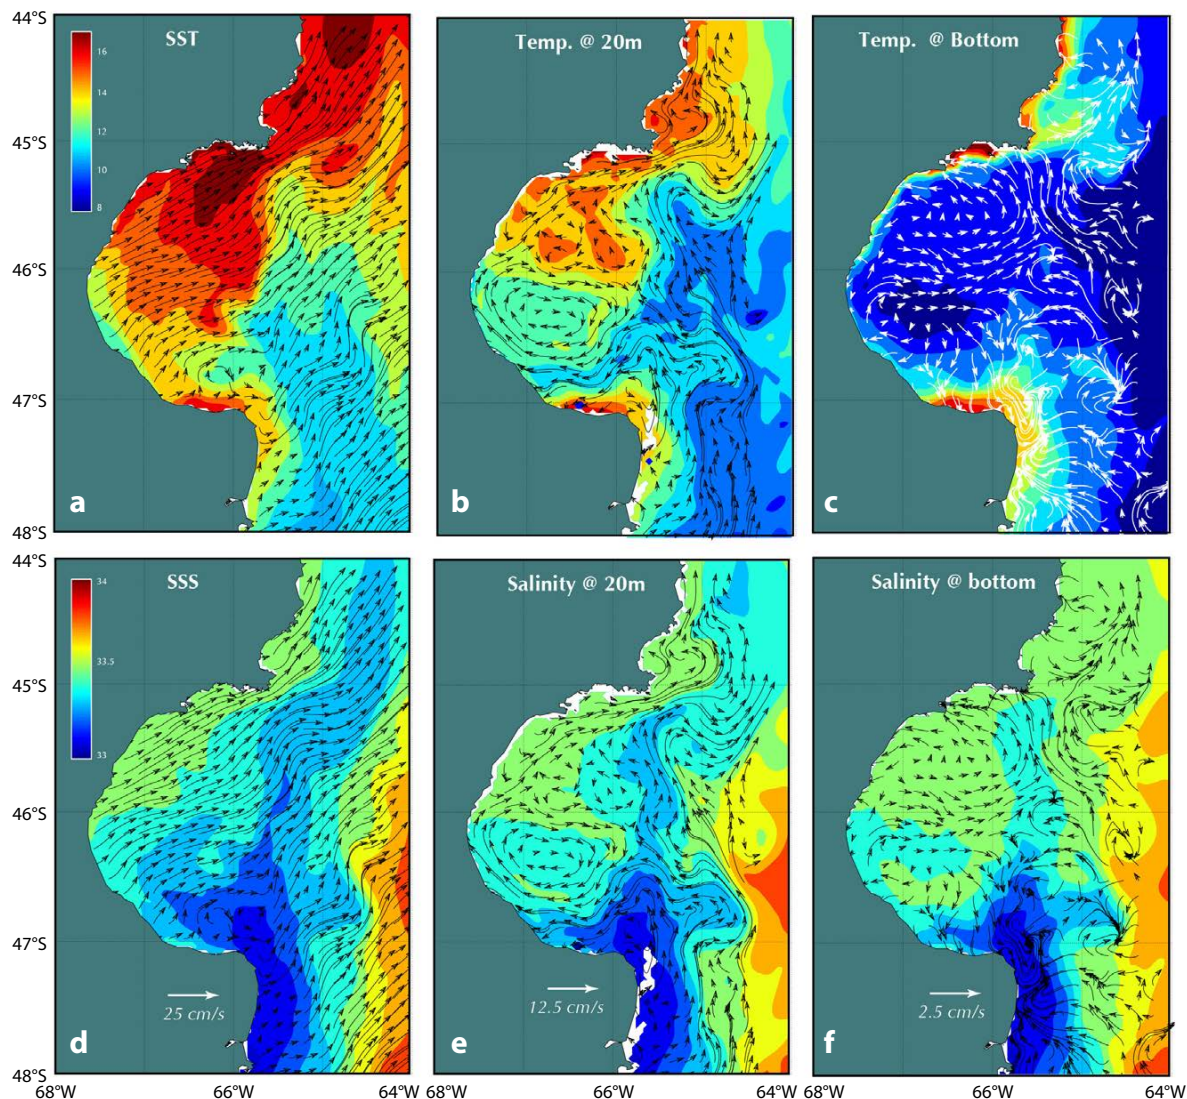 44°S
SST
Temp. @ 20m
Temp. @ Bottom
16
14
12
10
8
45°S
46°S
47°S
a
b
c
48°S
44°S
SSS
Salinity @ 20m
Salinity @ bottom
34
33.5
33
45°S
46°S
47°S
25 cm/s
12.5 cm/s
2.5 cm/s
d
e
f
48°S
68°W
66°W
64°W
68°W
66°W
64°W
68°W
66°W
64°W